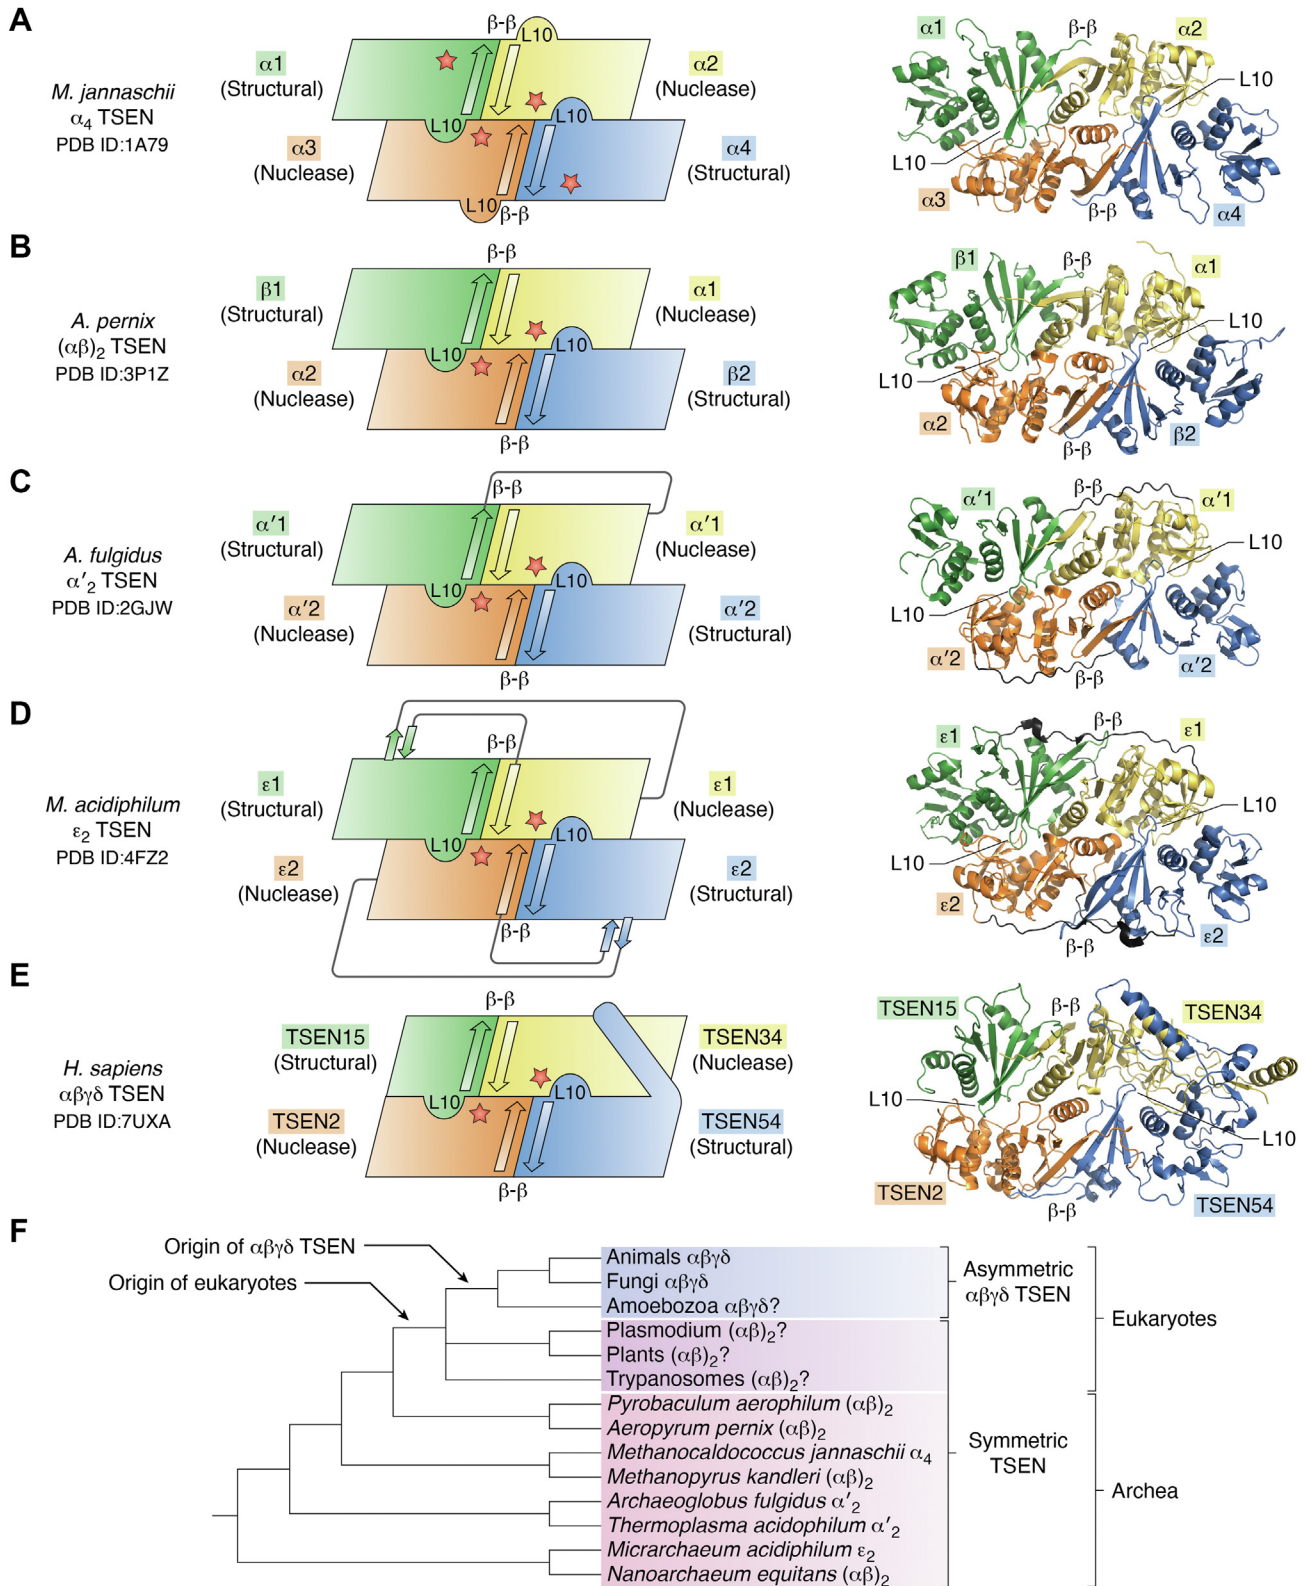 A
M. jannaschii
α4 TSEN
PDB ID:1A79
β-β
L10
α1
(Structural)
α2
(Nuclease)
L10
L10
α3
(Nuclease)
α4
(Structural)
L10
β-β
α1
β-β
α2
L10
L10
α3
β-β
α4
B
A. pernix
(αβ)2 TSEN
PDB ID:3P1Z
β-β
β1
(Structural)
α1
(Nuclease)
L10
L10
α2
(Nuclease)
β2
(Structural)
β-β
β1
β-β
α1
L10
L10
α2
β-β
β2
C
A. fulgidus
α′2 TSEN
PDB ID:2GJW
β-β
α′1
(Structural)
α′1
(Nuclease)
L10
L10
α′2
(Nuclease)
α′2
(Structural)
β-β
α′1
β-β
α′1
L10
L10
α′2
β-β
α′2
D
M. acidiphilum
ε2 TSEN
PDB ID:4FZ2
β-β
ε1
(Structural)
ε1
(Nuclease)
L10
L10
ε2
(Nuclease)
ε2
(Structural)
β-β
ε1
β-β
ε1
L10
L10
ε2
β-β
ε2
E
H. sapiens
αβγδ TSEN
PDB ID:7UXA
β-β
TSEN15
(Structural)
TSEN34
(Nuclease)
L10
L10
TSEN2
(Nuclease)
TSEN54
(Structural)
β-β
TSEN15
β-β
TSEN34
L10
L10
TSEN2
β-β
TSEN54
F
Origin of αβγδ TSEN
Origin of eukaryotes
Animals αβγδ
Fungi αβγδ
Amoebozoa αβγδ?
Plasmodium (αβ)2?
Plants (αβ)2?
Trypanosomes (αβ)2?
Pyrobaculum aerophilum (αβ)2
Aeropyrum pernix (αβ)2
Methanocaldococcus jannaschii α4
Methanopyrus kandleri (αβ)2
Archaeoglobus fulgidus α′2
Thermoplasma acidophilum α′2
Micrarchaeum acidiphilum ε2
Nanoarchaeum equitans (αβ)2
Asymmetric
αβγδ TSEN
Symmetric
TSEN
Eukaryotes
Archea